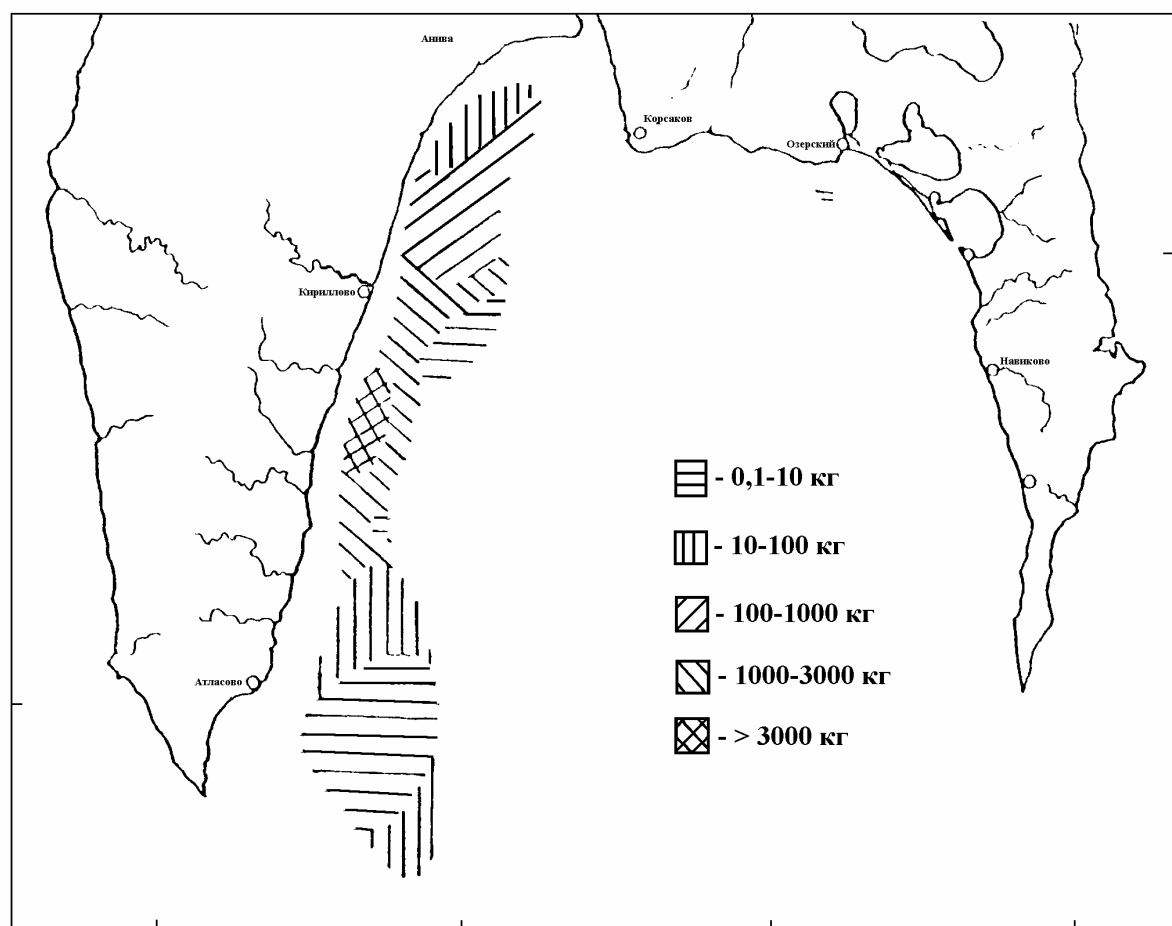 Анива
Корсаков
Озерский
Кириллово
Навиково
Атласово
- 0,1-10 кг
- 10-100 кг
- 100-1000 кг
- 1000-3000 кг
- > 3000 кг